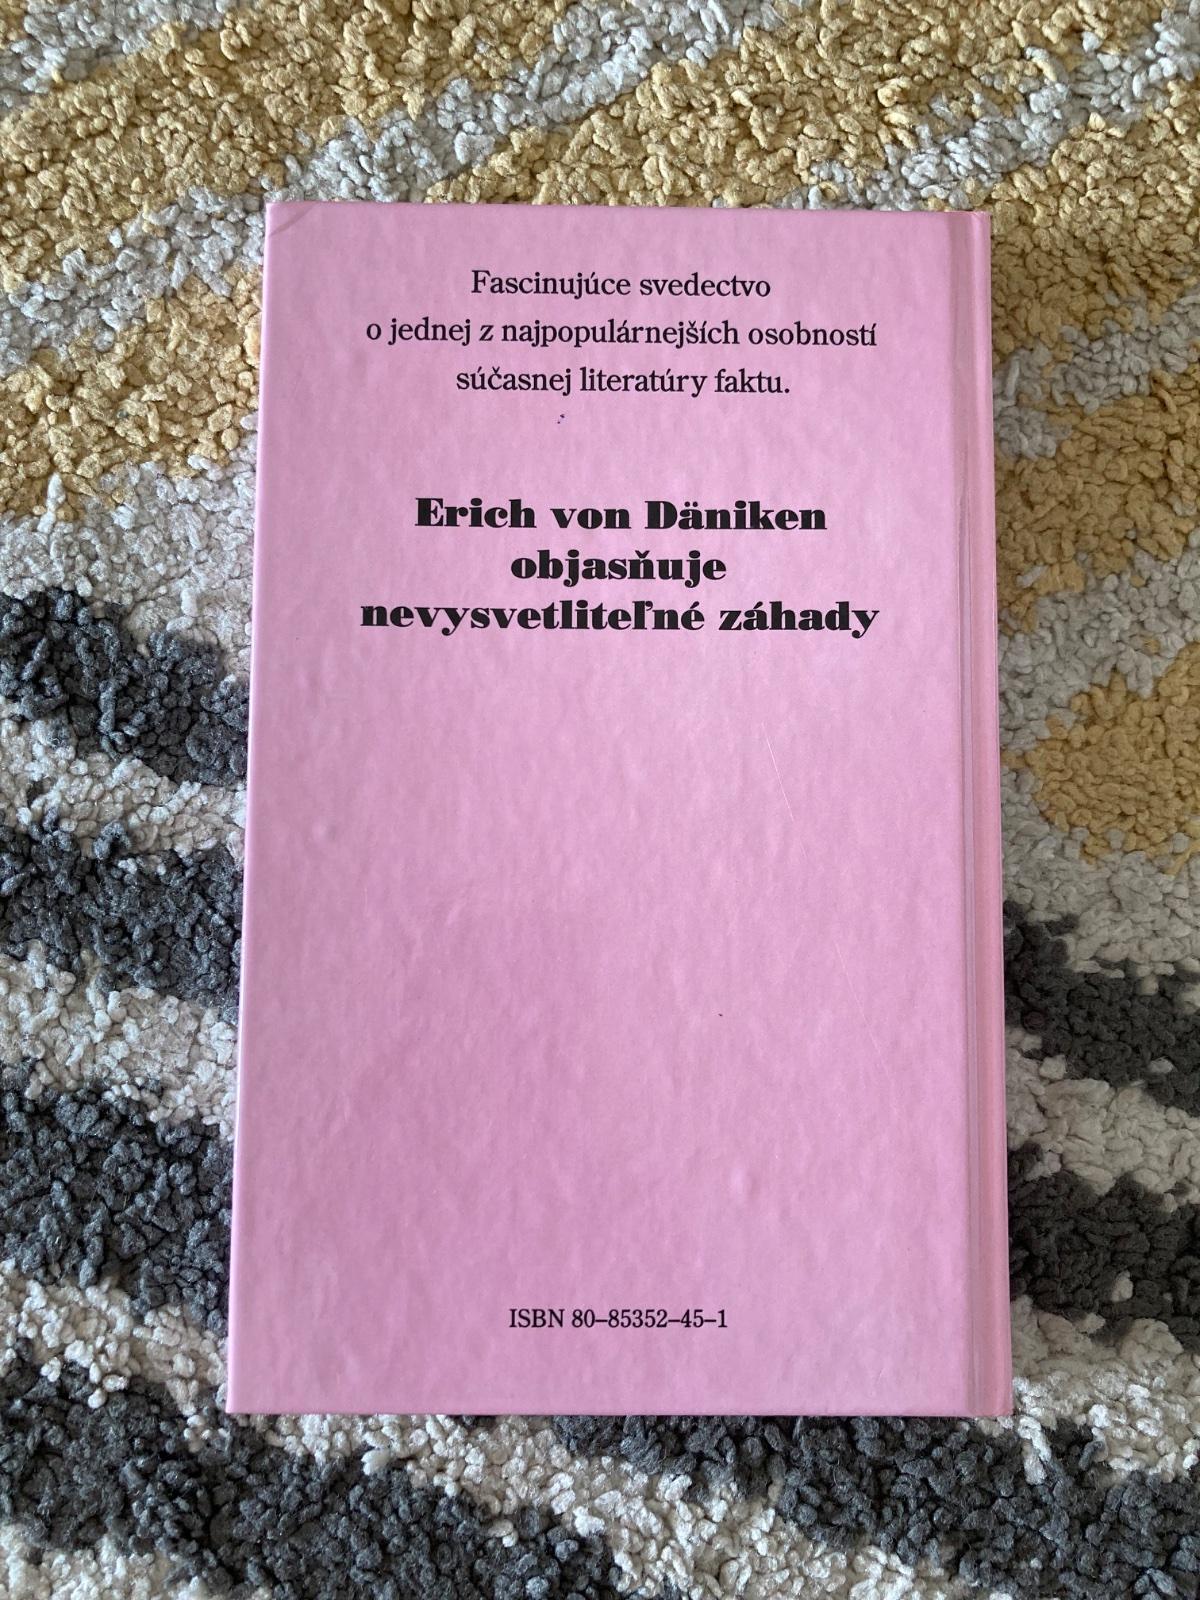 Fascinujúce svedectvo
o jednej z najpopulárnejších osobností
súčasnej literatúry faktu.
Erich von Däniken
objasňuje
nevysvetliteľné záhady
ISBN 80–85352–45–1